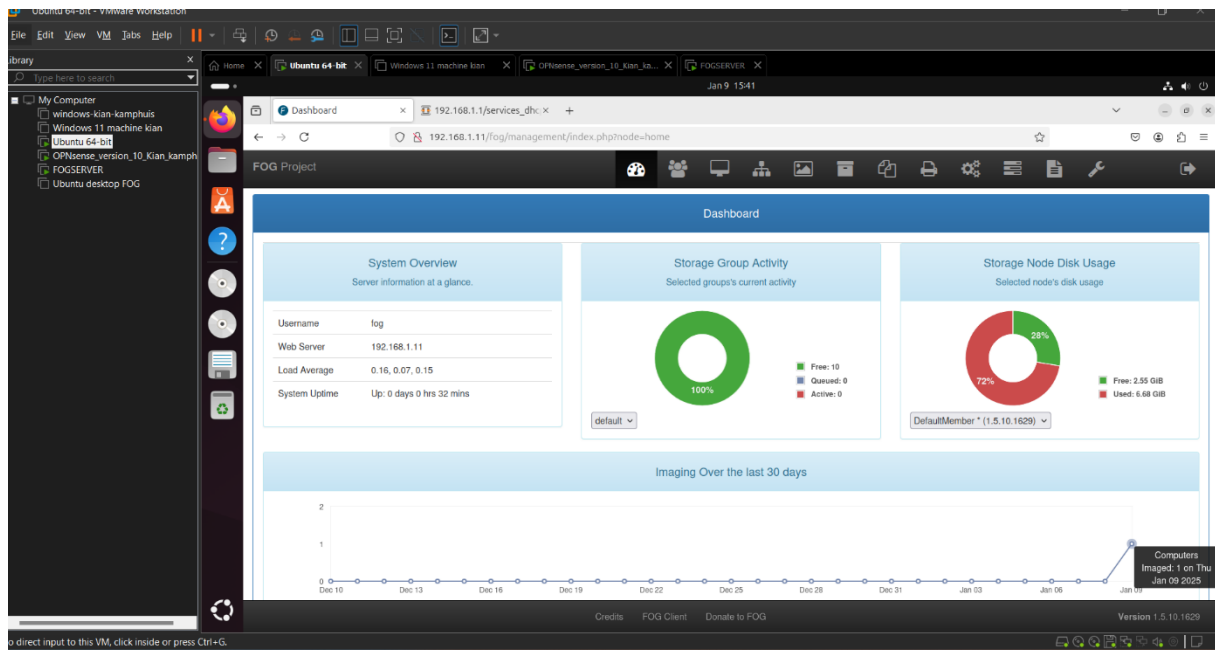 Ubuntu 64-bit - VMware Workstation
File Edit View VM Tabs Help
ibrary X
Type here to search
My Computer
windows-kian-kamphuis
Windows 11 machine kian
Ubuntu 64-bit
OPNsense_version_10_Kian_kamph
FOGSERVER
Ubuntu desktop FOG
Home Ubuntu 64-bit Windows 11 machine kian OPNsense_version_10_Kian_ka... FOGSERVER
Jan 9 15:41
Dashboard 192.168.1.1/services_dhc
192.168.1.11/fog/management/index.php?node=home
FOG Project
Dashboard
System Overview
Server information at a glance.
Username fog
Web Server 192.168.1.11
Load Average 0.16, 0.07, 0.15
System Uptime Up: 0 days 0 hrs 32 mins
Storage Group Activity
Selected groups's current activity
100%
Free: 10
Queued: 0
Active: 0
default
Storage Node Disk Usage
Selected node's disk usage
28%
72%
Free: 2.55 GiB
Used: 6.68 GiB
DefaultMember * (1.5.10.1629)
Imaging Over the last 30 days
2
1
0
Dec 10 Dec 13 Dec 16 Dec 19 Dec 22 Dec 25 Dec 28 Dec 31 Jan 03 Jan 06 Jan 09
Computers
Imaged: 1 on Thu
Jan 09 2025
Credits FOG Client Donate to FOG
Version 1.5.10.1629
o direct input to this VM, click inside or press Ctrl+G.